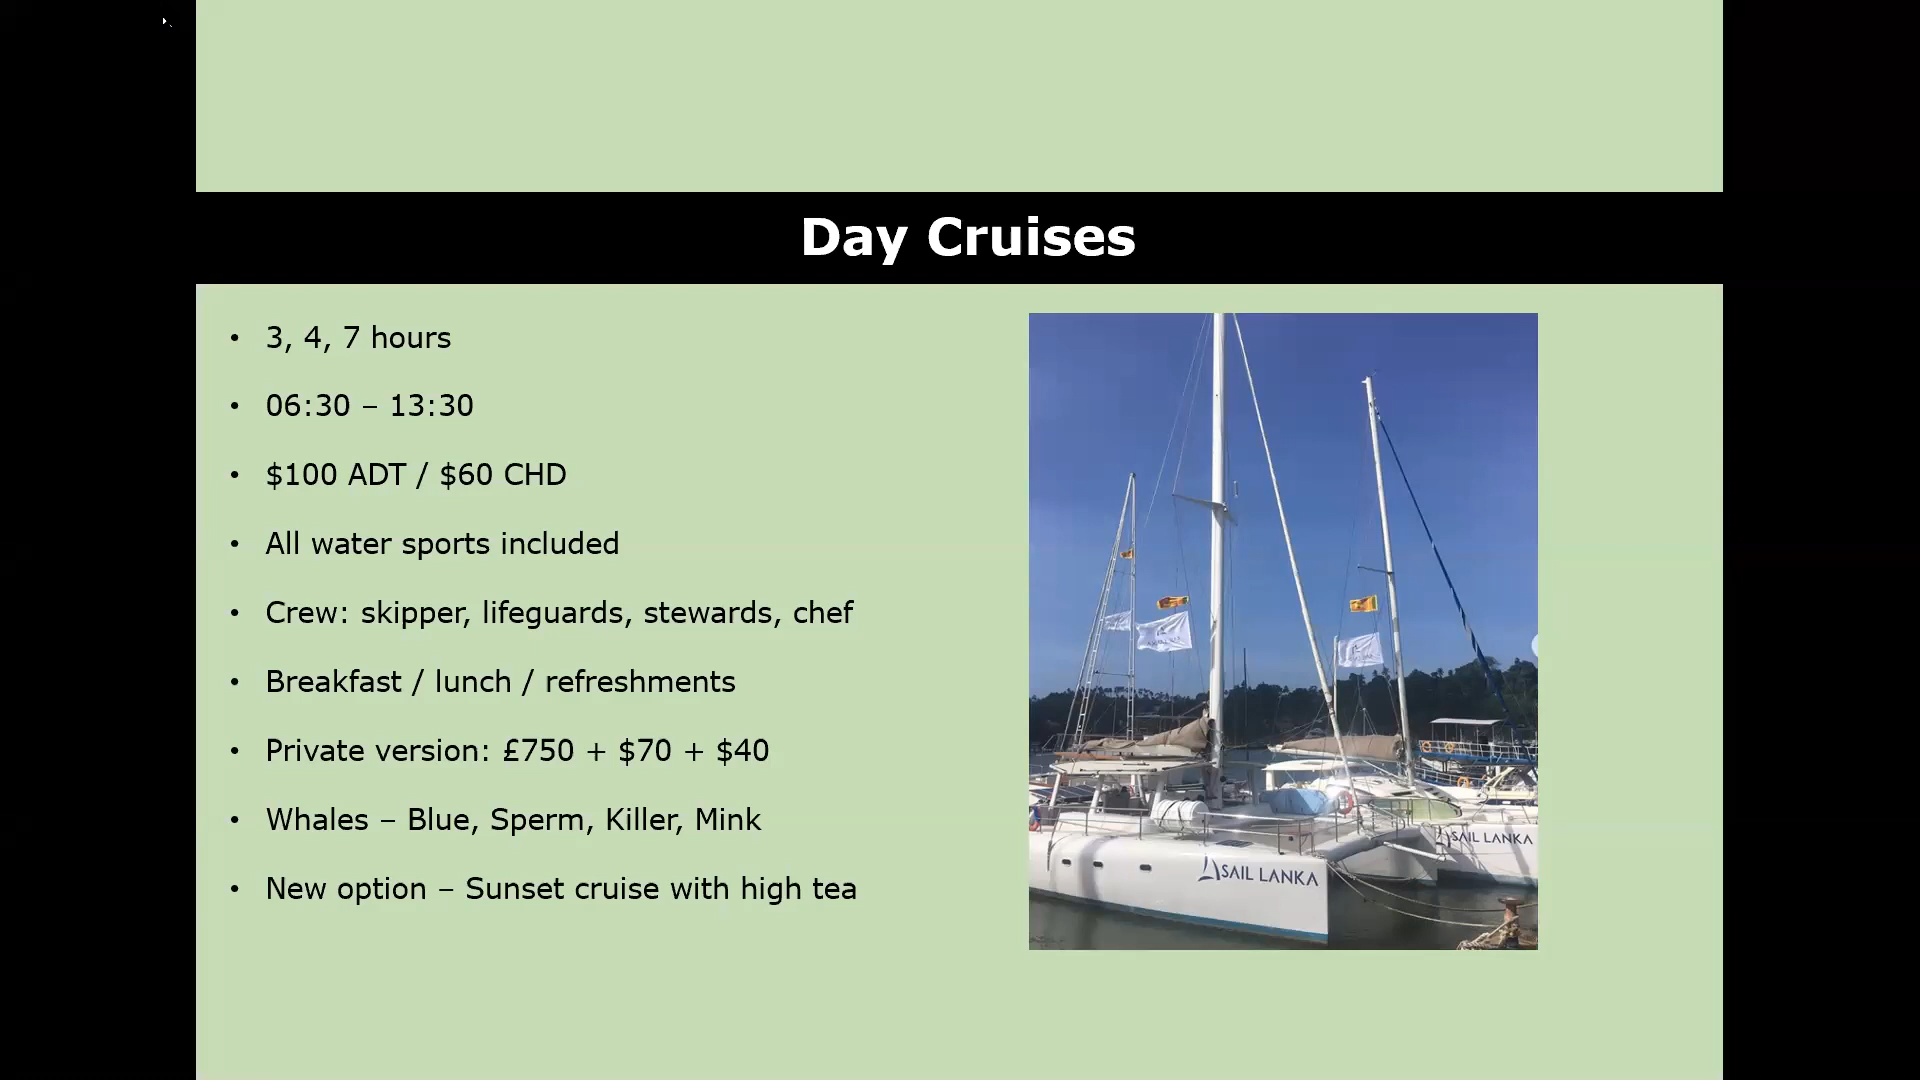 Day Cruises
• 3, 4, 7 hours
• 06:30 – 13:30
• $100 ADT / $60 CHD
• All water sports included
• Crew: skipper, lifeguards, stewards, chef
• Breakfast / lunch / refreshments
• Private version: £750 + $70 + $40
• Whales – Blue, Sperm, Killer, Mink
• New option – Sunset cruise with high tea
SAIL LANKA
SAIL LANKA